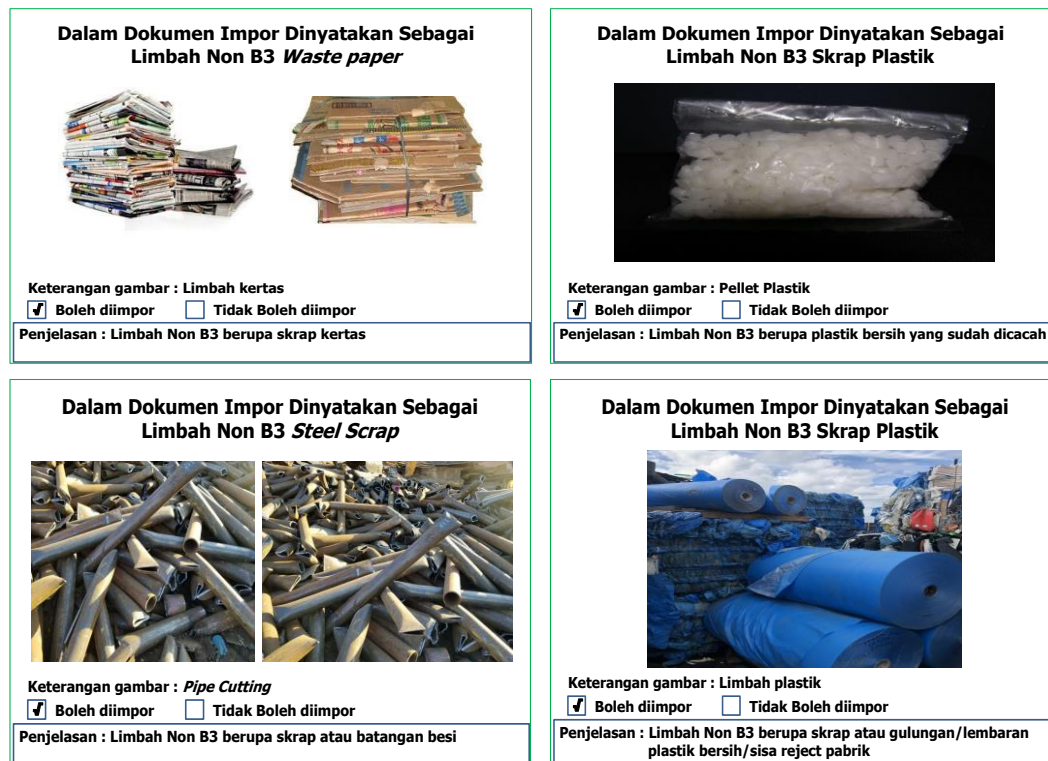 Dalam Dokumen Impor Dinyatakan Sebagai
Limbah Non B3 Waste paper
Keterangan gambar : Limbah kertas
√ Boleh diimpor Tidak Boleh diimpor
Penjelasan : Limbah Non B3 berupa skrap kertas
Dalam Dokumen Impor Dinyatakan Sebagai
Limbah Non B3 Skrap Plastik
Keterangan gambar : Pellet Plastik
√ Boleh diimpor Tidak Boleh diimpor
Penjelasan : Limbah Non B3 berupa plastik bersih yang sudah dicacah
Dalam Dokumen Impor Dinyatakan Sebagai
Limbah Non B3 Steel Scrap
Keterangan gambar : Pipe Cutting
√ Boleh diimpor Tidak Boleh diimpor
Penjelasan : Limbah Non B3 berupa skrap atau batangan besi
Dalam Dokumen Impor Dinyatakan Sebagai
Limbah Non B3 Skrap Plastik
Keterangan gambar : Limbah plastik
√ Boleh diimpor Tidak Boleh diimpor
Penjelasan : Limbah Non B3 berupa skrap atau gulungan/lembaran
plastik bersih/sisa reject pabrik